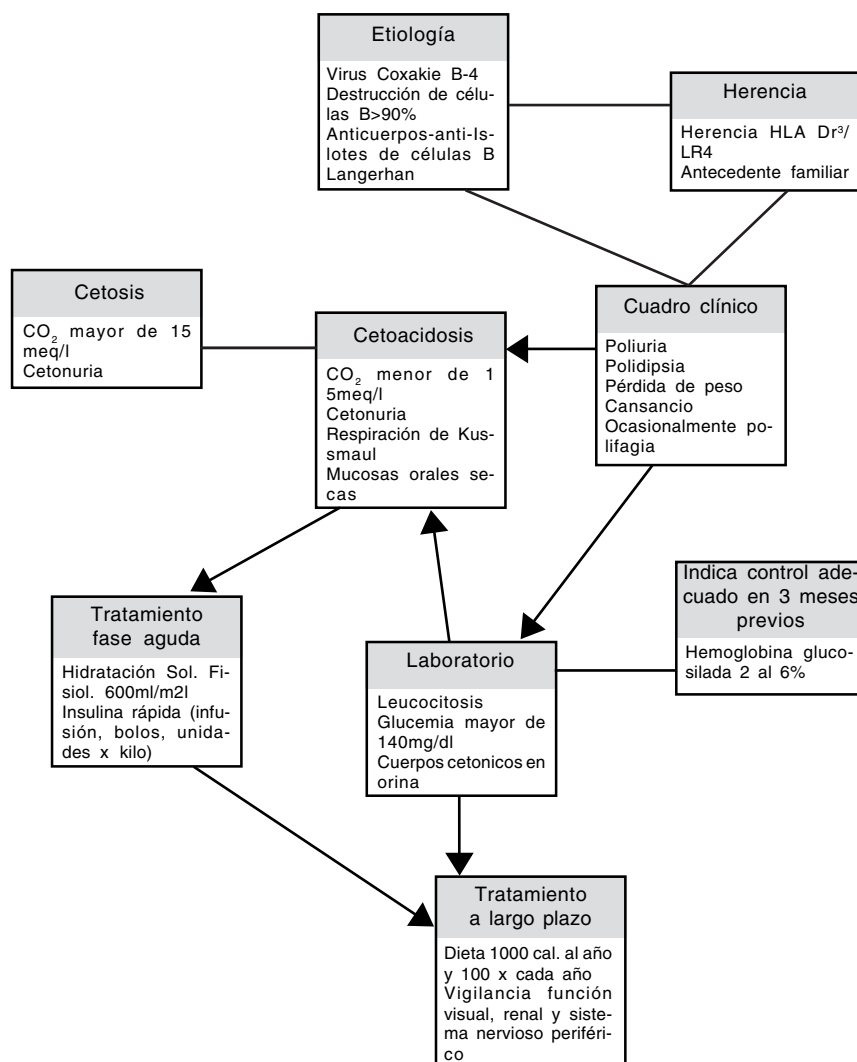 Etiología
Virus Coxakie B-4
Destrucción de célu-
las B>90%
Anticuerpos-anti-Is-
lotes de células B
Langerhan
Herencia
Herencia HLA Dr³/
LR4
Antecedente familiar
Cetosis
CO₂ mayor de 15
meq/l
Cetonuria
Cetoacidosis
CO₂ menor de 1
5meq/l
Cetonuria
Respiración de Kus-
smaul
Mucosas orales se-
cas
Cuadro clínico
Poliuria
Polidipsia
Pérdida de peso
Cansancio
Ocasionalmente po-
lifagia
Tratamiento
fase aguda
Hidratación Sol. Fi-
siol. 600ml/m2l
Insulina rápida (infu-
sión, bolos, unida-
des x kilo)
Laboratorio
Leucocitosis
Glucemia mayor de
140mg/dl
Cuerpos cetonicos en
orina
Indica control ade-
cuado en 3 meses
previos
Hemoglobina gluco-
silada 2 al 6%
Tratamiento
a largo plazo
Dieta 1000 cal. al año
y 100 x cada año
Vigilancia función
visual, renal y siste-
ma nervioso periféri-
co